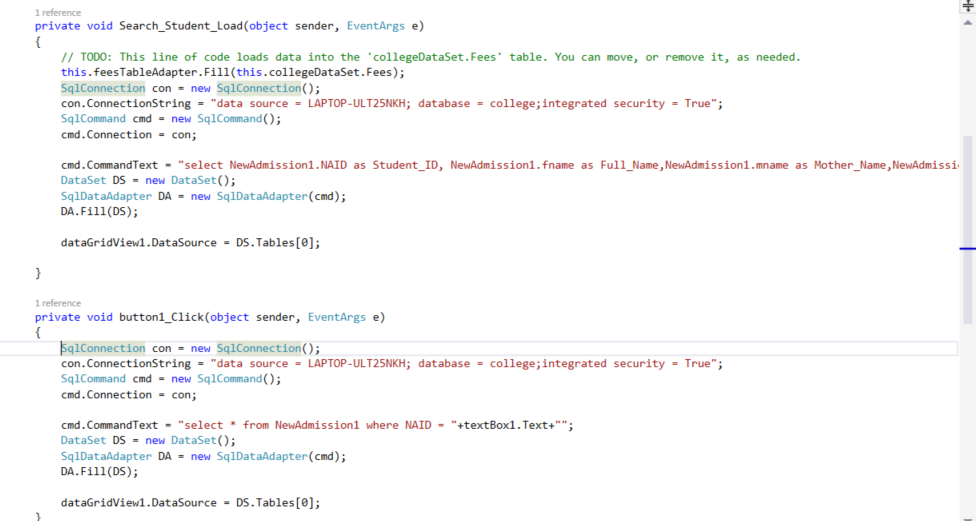 1 reference
private void Search_Student_Load(object sender, EventArgs e)
{
// TODO: This line of code loads data into the 'collegeDataSet.Fees' table. You can move, or remove it, as needed.
this.feesTableAdapter.Fill(this.collegeDataSet.Fees);
SqlConnection con = new SqlConnection();
con.ConnectionString = "data source = LAPTOP-ULT25NKH; database = college;integrated security = True";
SqlCommand cmd = new SqlCommand();
cmd.Connection = con;
cmd.CommandText = "select NewAdmission1.NAID as Student_ID, NewAdmission1.fname as Full_Name,NewAdmission1.mname as Mother_Name,NewAdmissi
DataSet DS = new DataSet();
SqlDataAdapter DA = new SqlDataAdapter(cmd);
DA.Fill(DS);
dataGridView1.DataSource = DS.Tables[0];
}
1 reference
private void button1_Click(object sender, EventArgs e)
{
SqlConnection con = new SqlConnection();
con.ConnectionString = "data source = LAPTOP-ULT25NKH; database = college;integrated security = True";
SqlCommand cmd = new SqlCommand();
cmd.Connection = con;
cmd.CommandText = "select * from NewAdmission1 where NAID = "+textBox1.Text+"";
DataSet DS = new DataSet();
SqlDataAdapter DA = new SqlDataAdapter(cmd);
DA.Fill(DS);
dataGridView1.DataSource = DS.Tables[0];
}